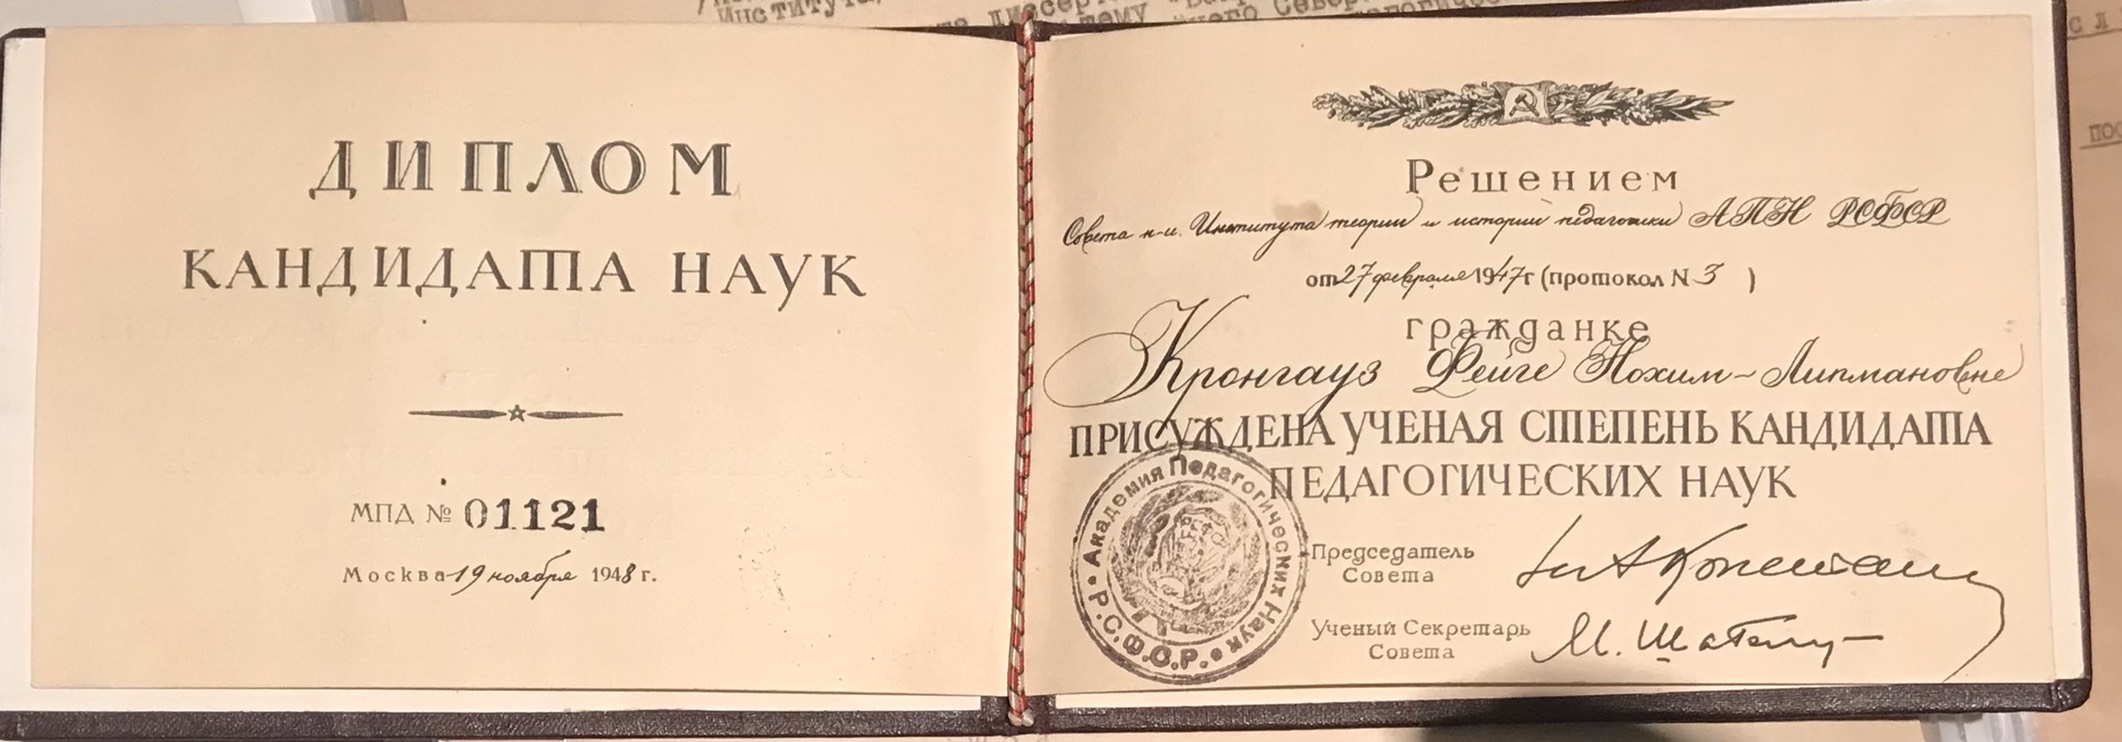 ДИПЛОМ
КАНДИДАТА НАУК
МПД № 01121
Москва 19 ноября 1948 г.
Решением
Совета н-и. Института теории и истории педагогики АПН РСФСР
от 27 февраля 1947 г (протокол N 3 )
гражданке
Кронгауз Фейге Нохим-Липмановне
ПРИСУЖДЕНА УЧЕНАЯ СТЕПЕНЬ КАНДИДАТА
ПЕДАГОГИЧЕСКИХ НАУК
Академия Педагогических Наук • Р.С.Ф.С.Р. •
Председатель
Совета
Ученый Секретарь
Совета
М.